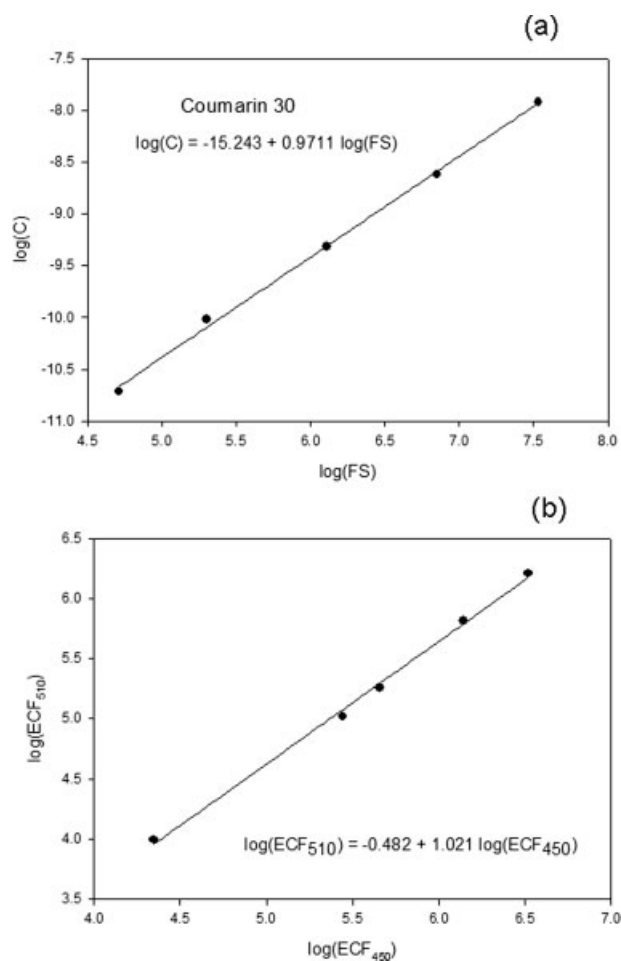 (a)
-7.5
Coumarin 30
-8.0
log(C) = -15.243 + 0.9711 log(FS)
-8.5
-9.0
log(C)
-9.5
-10.0
-10.5
-11.0
4.5 5.0 5.5 6.0 6.5 7.0 7.5 8.0
log(FS)
(b)
6.5
6.0
5.5
log(ECF510)
5.0
4.5
4.0
log(ECF510) = -0.482 + 1.021 log(ECF450)
3.5
4.0 4.5 5.0 5.5 6.0 6.5 7.0
log(ECF450)